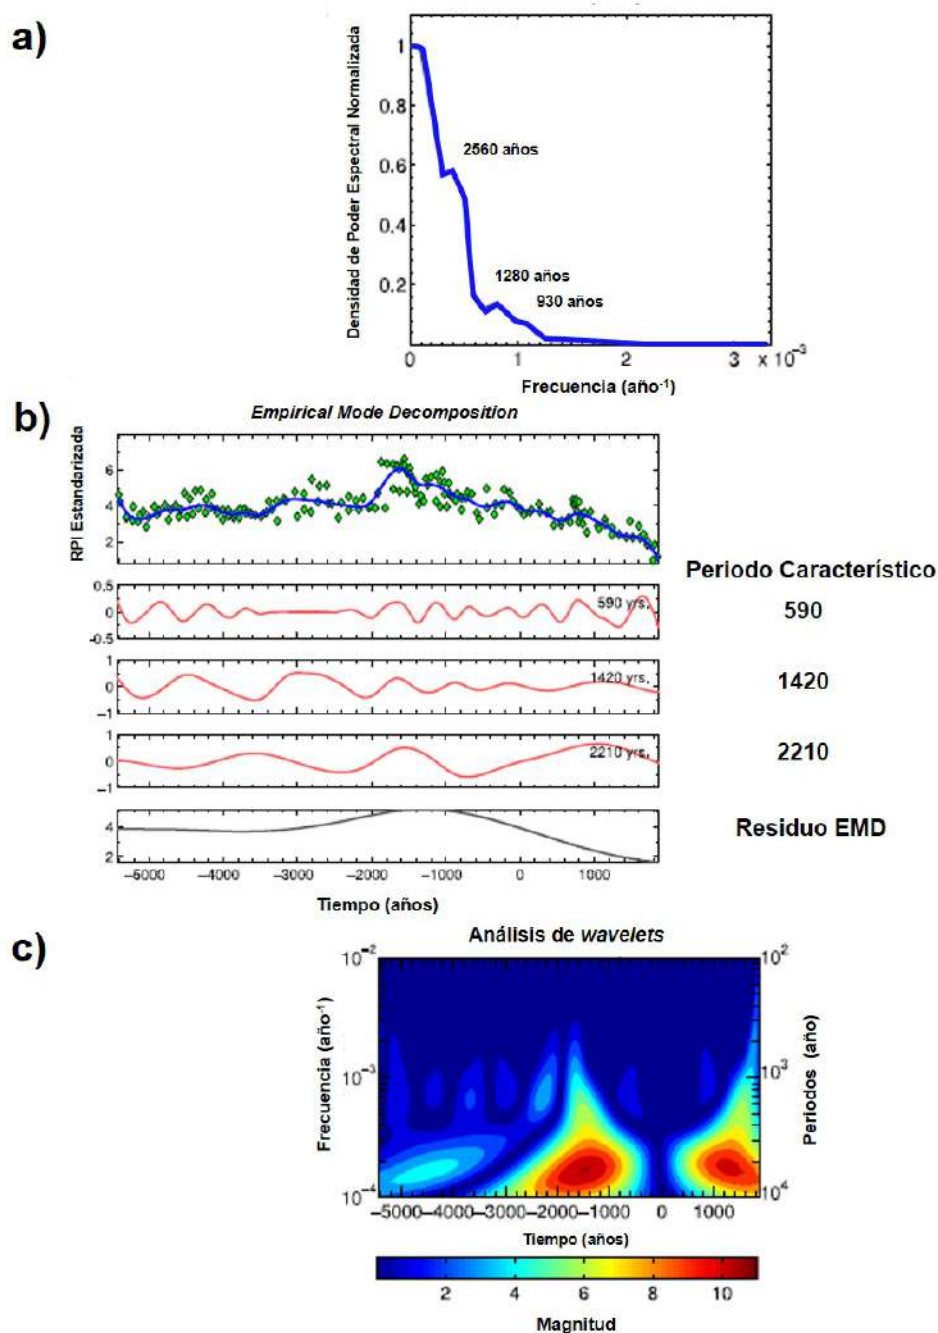 a)
Densidad de Poder Espectral Normalizada
1
0.8
0.6
0.4
0.2
2560 años
1280 años
930 años
0 1 2 3 x 10⁻³
Frecuencia (año⁻¹)
b)
Empirical Mode Decomposition
RPI Estandarizada
6
4
2
Periodo Característico
0.5
0
-0.5
590 yrs.
590
1
0
-1
1420 yrs.
1420
1
0
-1
2210 yrs.
2210
4
2
Residuo EMD
-5000 -4000 -3000 -2000 -1000 0 1000
Tiempo (años)
c)
Análisis de wavelets
Frecuencia (año⁻¹)
10⁻²
10⁻³
10⁻⁴
10²
10³
10⁴
Periodos (año)
-5000 -4000 -3000 -2000 -1000 0 1000
Tiempo (años)
2 4 6 8 10
Magnitud